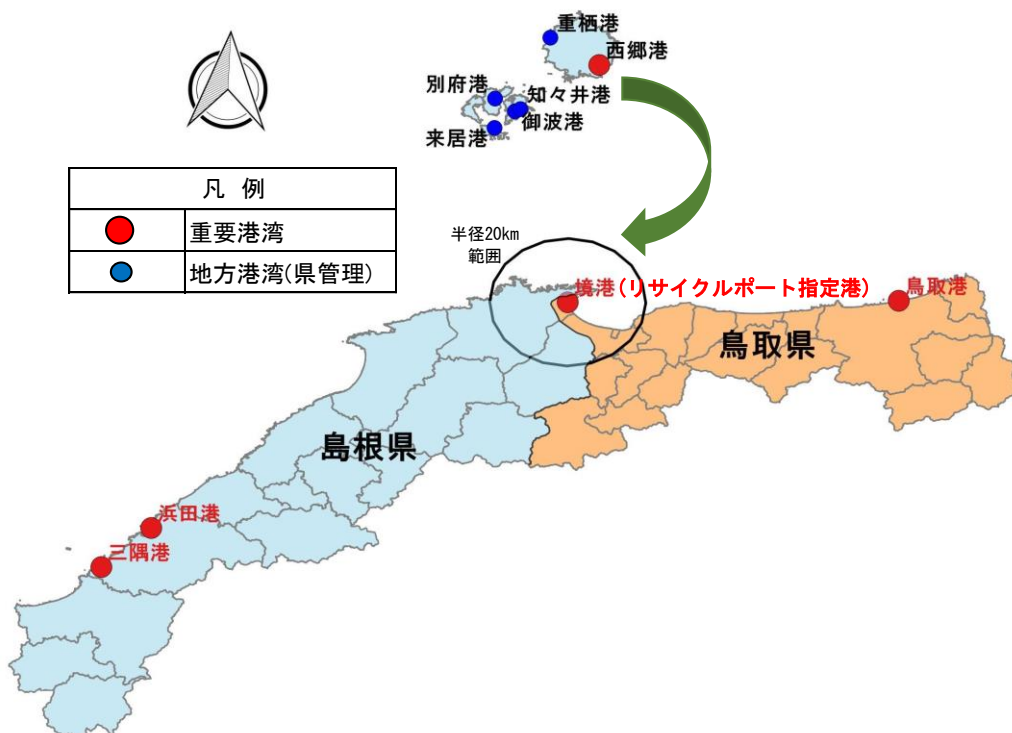 重栖港
西郷港
別府港
知々井港
御波港
来居港
凡 例
重要港湾
地方港湾(県管理)
半径20km
範囲
境港(リサイクルポート指定港)
鳥取港
鳥取県
島根県
浜田港
三隅港